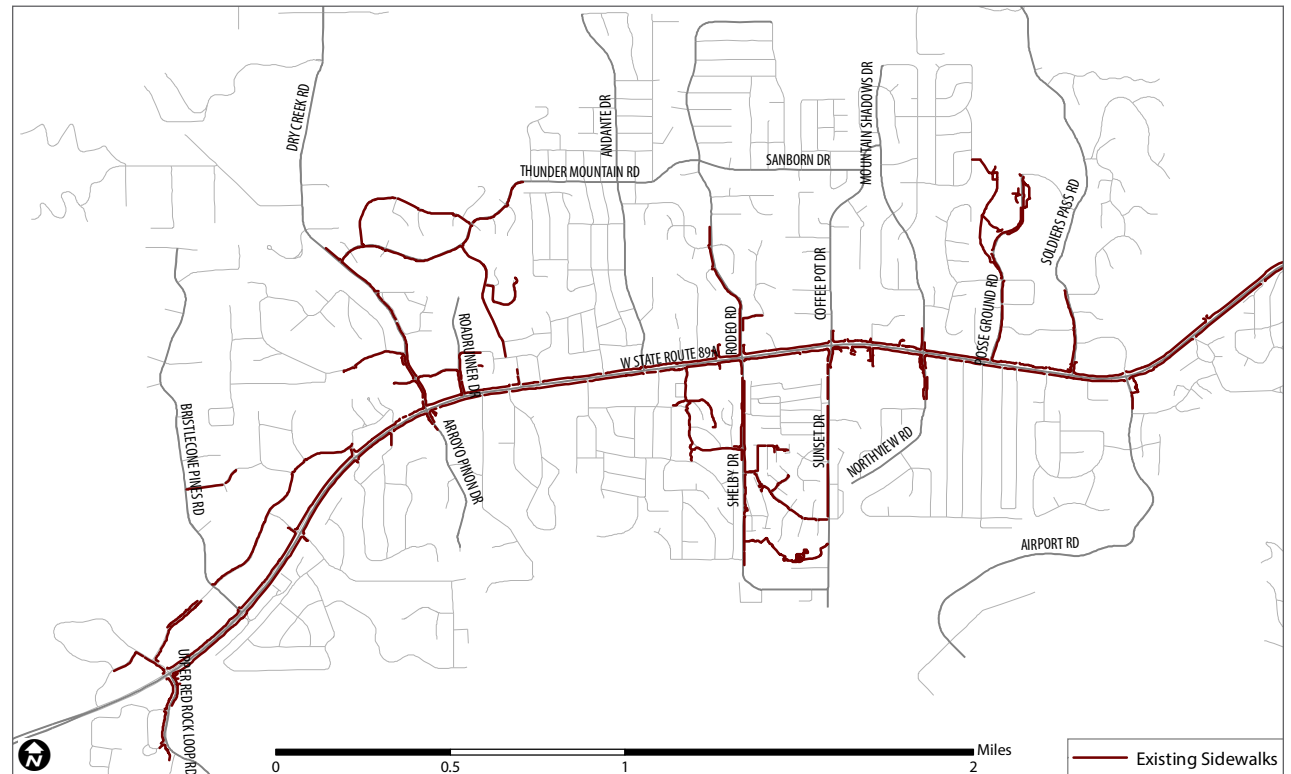 DRY CREEK RD
ANDANTE DR
MOUNTAIN SHADOWS DR
SANBORN DR
THUNDER MOUNTAIN RD
SOLDIERS PASS RD
COFFEE POT DR
POSSE GROUND RD
RODEO RD
ROADRUNNER DR
W STATE ROUTE 89A
BRISTLECONE PINES RD
ARROYO PINON DR
SHELBY DR
SUNSET DR
NORTHVIEW RD
AIRPORT RD
UPPER RED ROCK LOOP RD
N
Miles
0 0.5 1 2
Existing Sidewalks